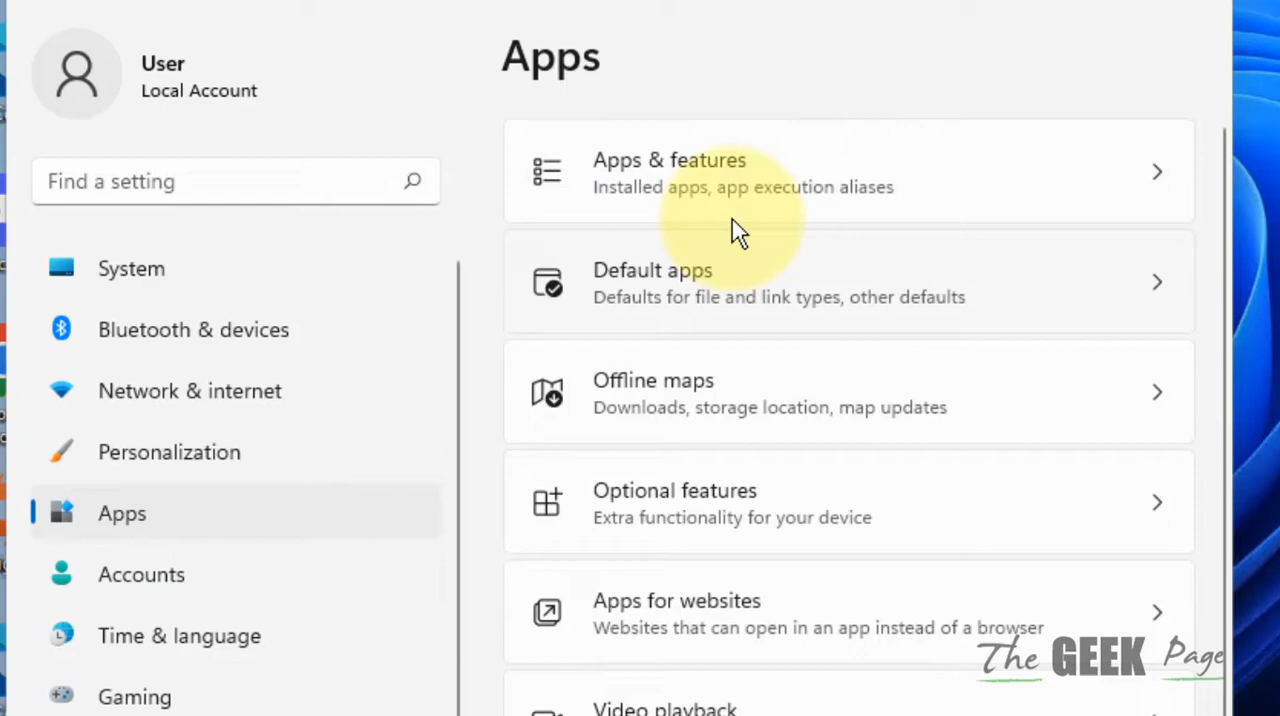 User
Local Account
Find a setting
System
Bluetooth & devices
Network & internet
Personalization
Apps
Accounts
Time & language
Gaming
Apps
Apps & features
Installed apps, app execution aliases
Default apps
Defaults for file and link types, other defaults
Offline maps
Downloads, storage location, map updates
Optional features
Extra functionality for your device
Apps for websites
Websites that can open in an app instead of a browser
Video playback
The GEEK Page